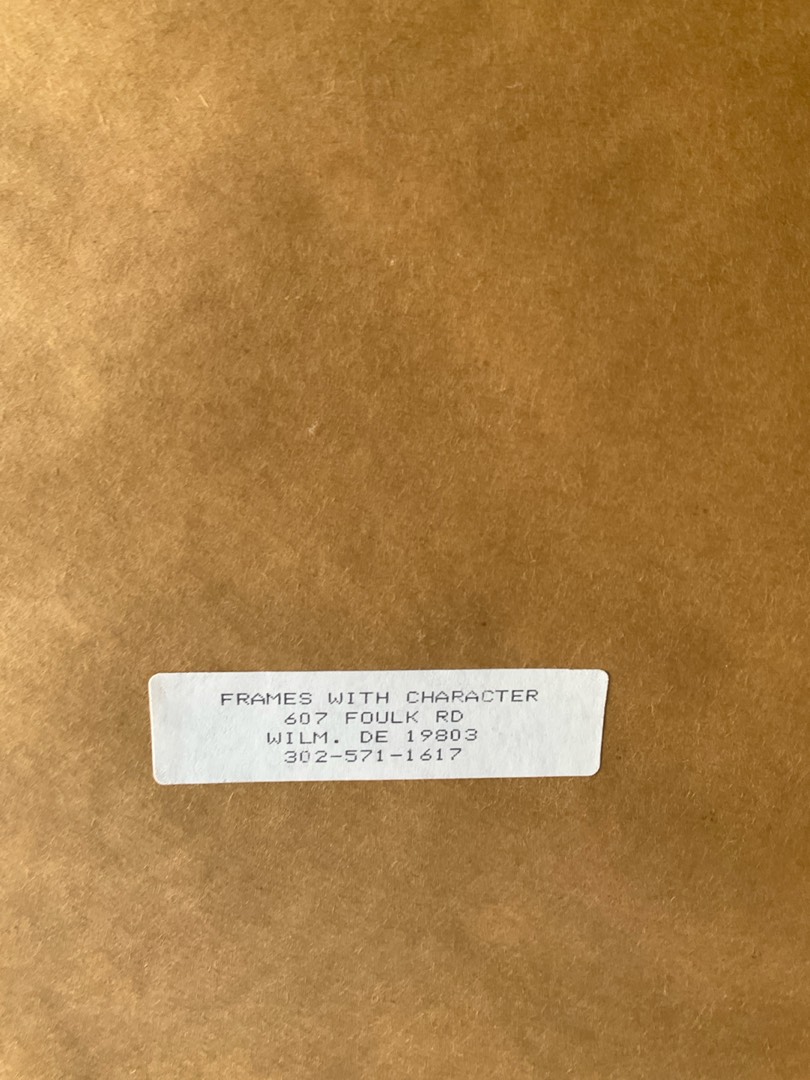 FRAMES WITH CHARACTER
607 FOULK RD
WILM. DE 19803
302-571-1617